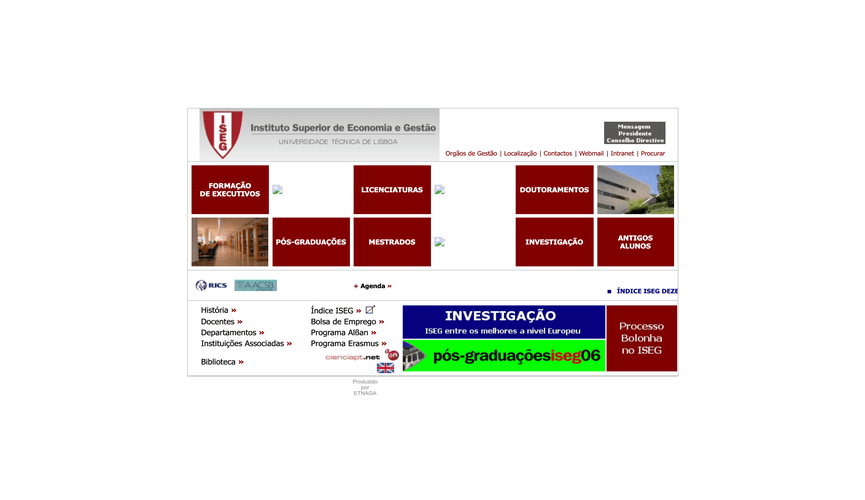 ISEG
Instituto Superior de Economia e Gestão
UNIVERSIDADE TÉCNICA DE LISBOA
Mensagem
Presidente
Conselho Directivo
Orgãos de Gestão | Localização | Contactos | Webmail | Intranet | Procurar
FORMAÇÃO
DE EXECUTIVOS
LICENCIATURAS
DOUTORAMENTOS
PÓS-GRADUAÇÕES
MESTRADOS
INVESTIGAÇÃO
ANTIGOS
ALUNOS
RICS
AACSB
+ Agenda »
ÍNDICE ISEG DEZE
História »
Docentes »
Departamentos »
Instituições Associadas »
Biblioteca »
Índice ISEG »
Bolsa de Emprego »
Programa Alßan »
Programa Erasmus »
cienciapt.net
on
INVESTIGAÇÃO
ISEG entre os melhores a nível Europeu
pós-graduaçõesiseg06
Processo
Bolonha
no ISEG
Produzido
por
ETNAGA